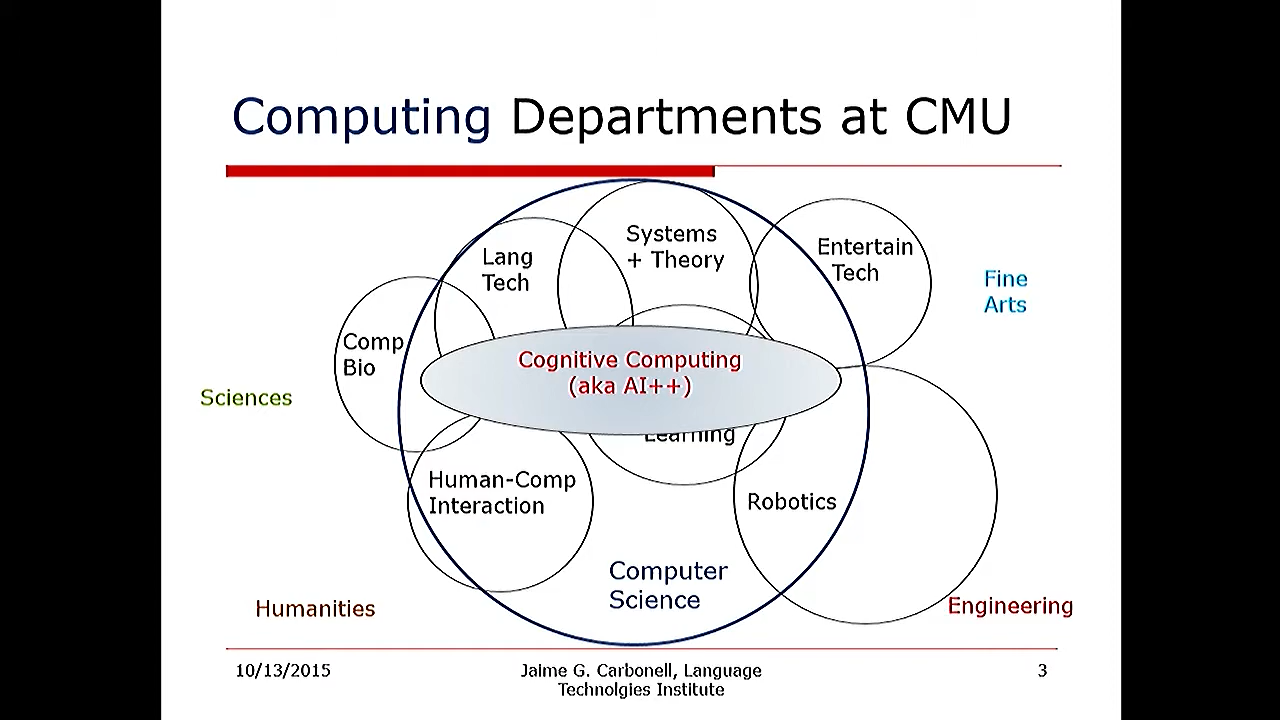 Computing Departments at CMU
Systems
+ Theory
Entertain
Tech
Lang
Tech
Fine
Arts
Comp
Bio
Cognitive Computing
(aka AI++)
Sciences
Learning
Human-Comp
Interaction
Robotics
Computer
Science
Humanities
Engineering
10/13/2015
Jaime G. Carbonell, Language
Technolgies Institute
3